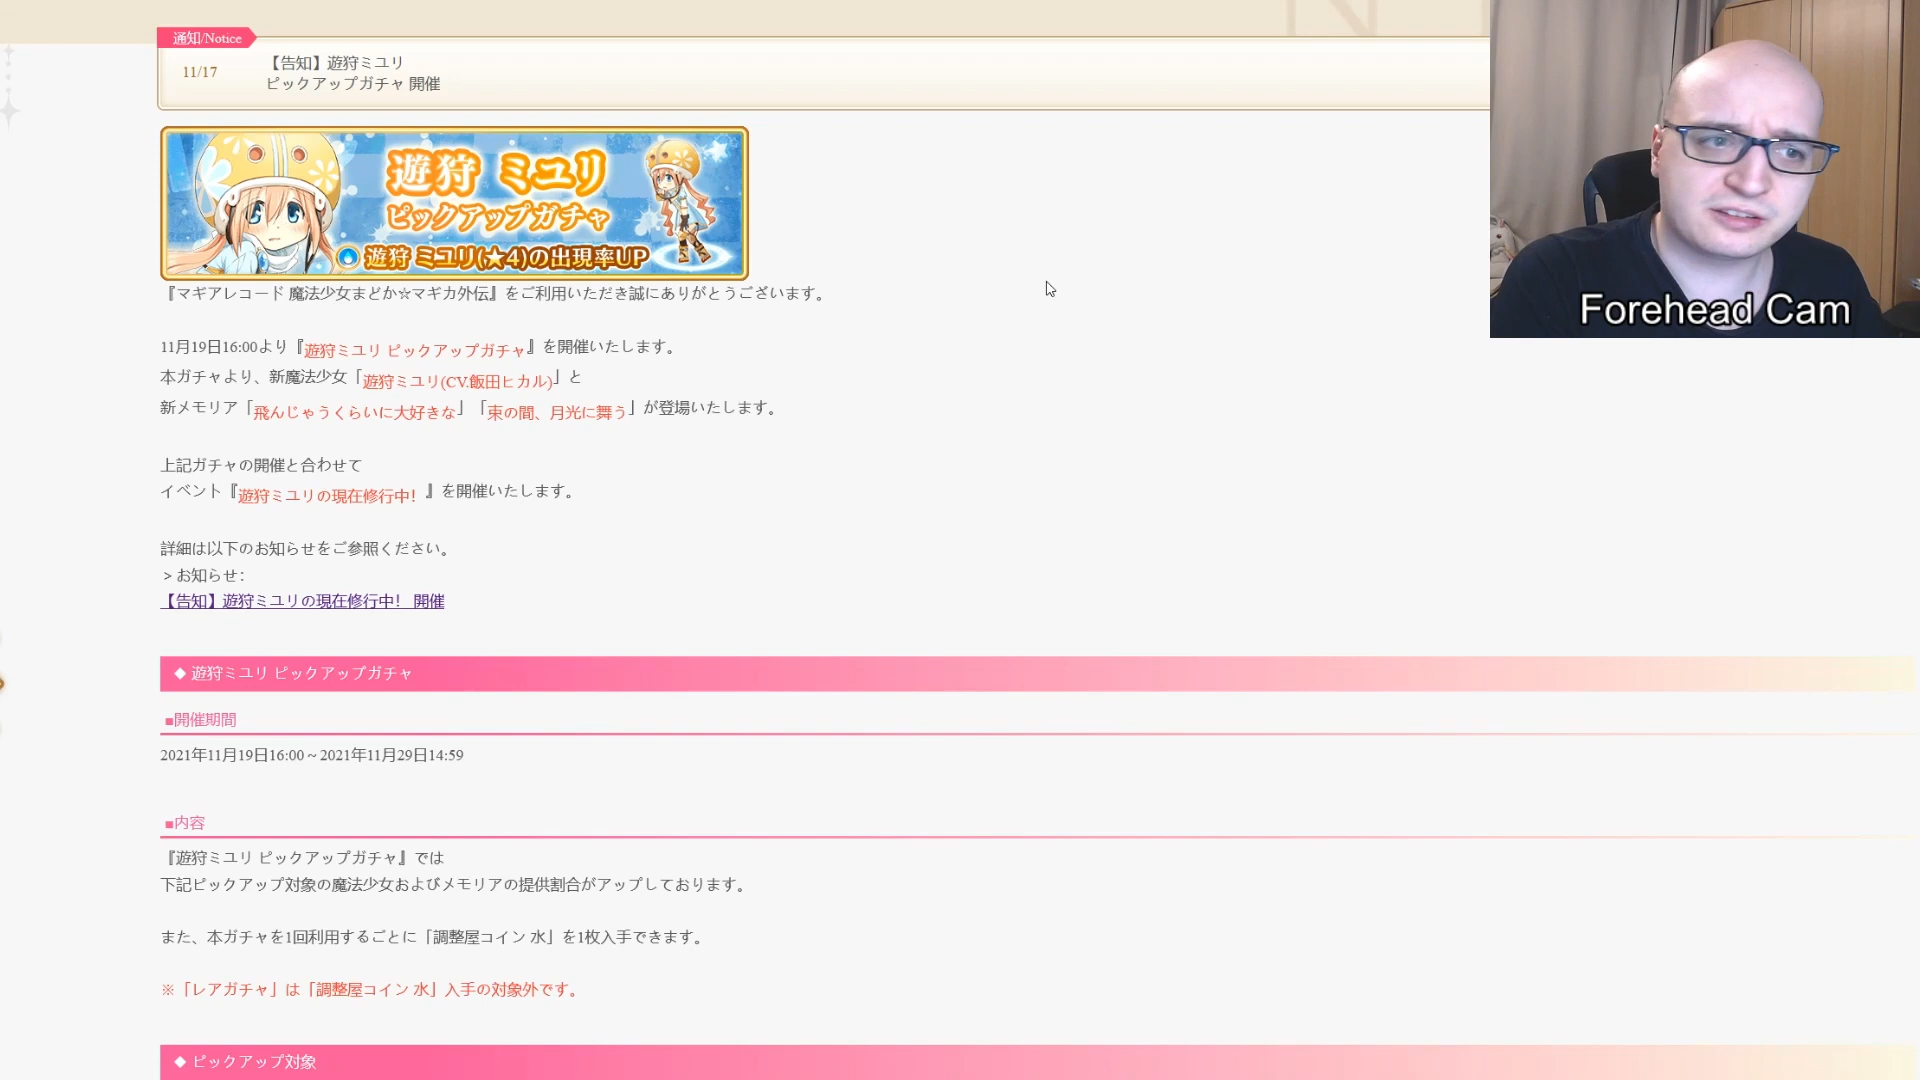 通知/Notice
11/17
【告知】遊狩ミユリ
ピックアップガチャ 開催
遊狩 ミユリ
ピックアップガチャ
遊狩 ミユリ(★4)の出現率UP
Forehead Cam
『マギアレコード 魔法少女まどか☆マギカ外伝』をご利用いただき誠にありがとうございます。
11月19日16:00より『遊狩ミユリ ピックアップガチャ』を開催いたします。
本ガチャより、新魔法少女「遊狩ミユリ(CV.飯田ヒカル)」と
新メモリア「飛んじゃうくらいに大好きな」「束の間、月光に舞う」が登場いたします。
上記ガチャの開催と合わせて
イベント『遊狩ミユリの現在修行中！』を開催いたします。
詳細は以下のお知らせをご参照ください。
＞お知らせ：
【告知】遊狩ミユリの現在修行中！ 開催
◆ 遊狩ミユリ ピックアップガチャ
■開催期間
2021年11月19日16:00～2021年11月29日14:59
■内容
『遊狩ミユリ ピックアップガチャ』では
下記ピックアップ対象の魔法少女およびメモリアの提供割合がアップしております。
また、本ガチャを1回利用するごとに「調整屋コイン 水」を1枚入手できます。
※「レアガチャ」は「調整屋コイン 水」入手の対象外です。
◆ ピックアップ対象